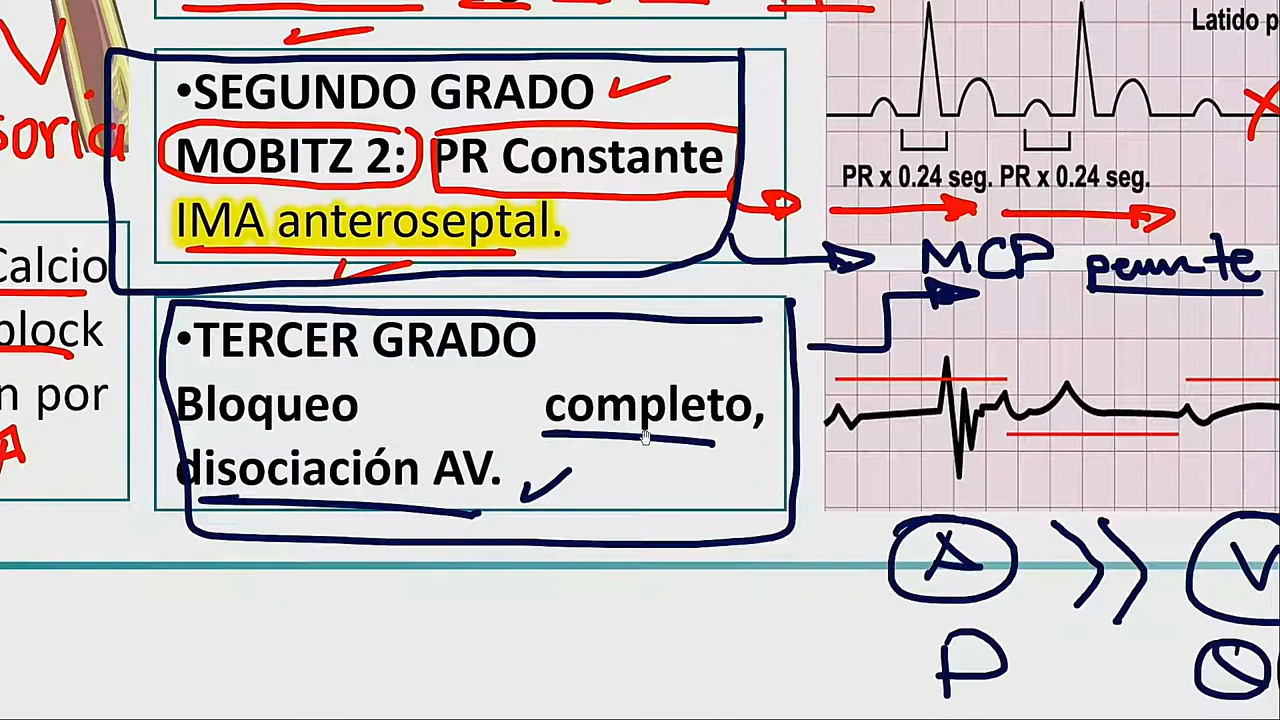 Latido p
V
soria
•SEGUNDO GRADO
MOBITZ 2: PR Constante
IMA anteroseptal.
PR x 0.24 seg. PR x 0.24 seg.
MCP
Calcio
block
n por
A
•TERCER GRADO
Bloqueo completo,
disociación AV.
A >> V
P Q